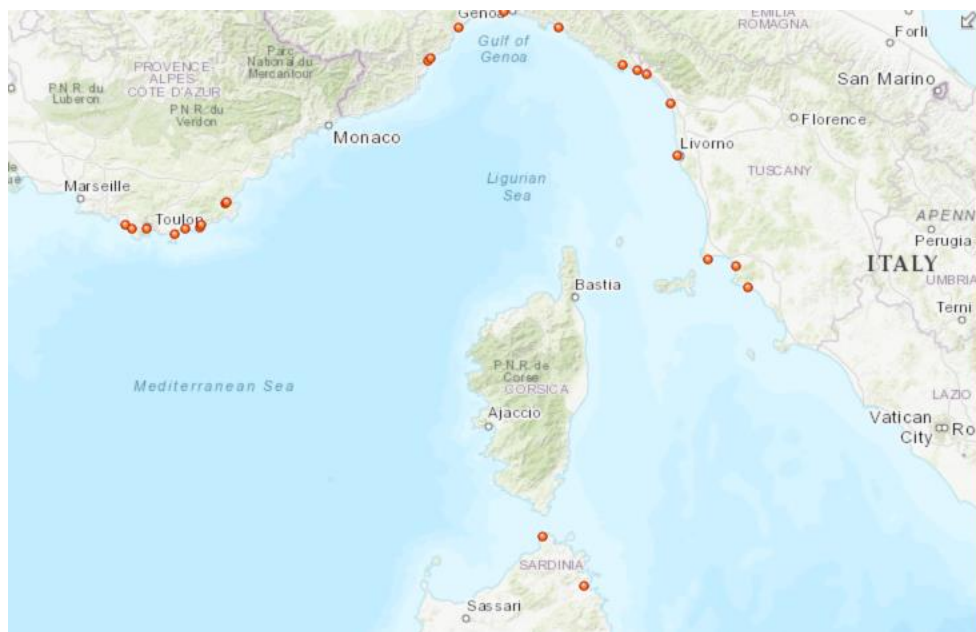 Genoa
EMILIA
ROMAGNA
Forlì
Gulf of
Genoa
PROVENCE
ALPES
CÔTE D'AZUR
Parc
National du
Mercantour
P.N.R. du
Luberon
P.N.R. du
Verdon
San Marino
Florence
Monaco
Livorno
TUSCANY
Marseille
Ligurian
Sea
Toulon
APENN
Perugia
ITALY
UMBRIA
Bastia
Terni
P.N.R. de
Corse
CORSICA
Mediterranean Sea
LAZIO
Ajaccio
Vatican
City
Ro
SARDINIA
Sassari